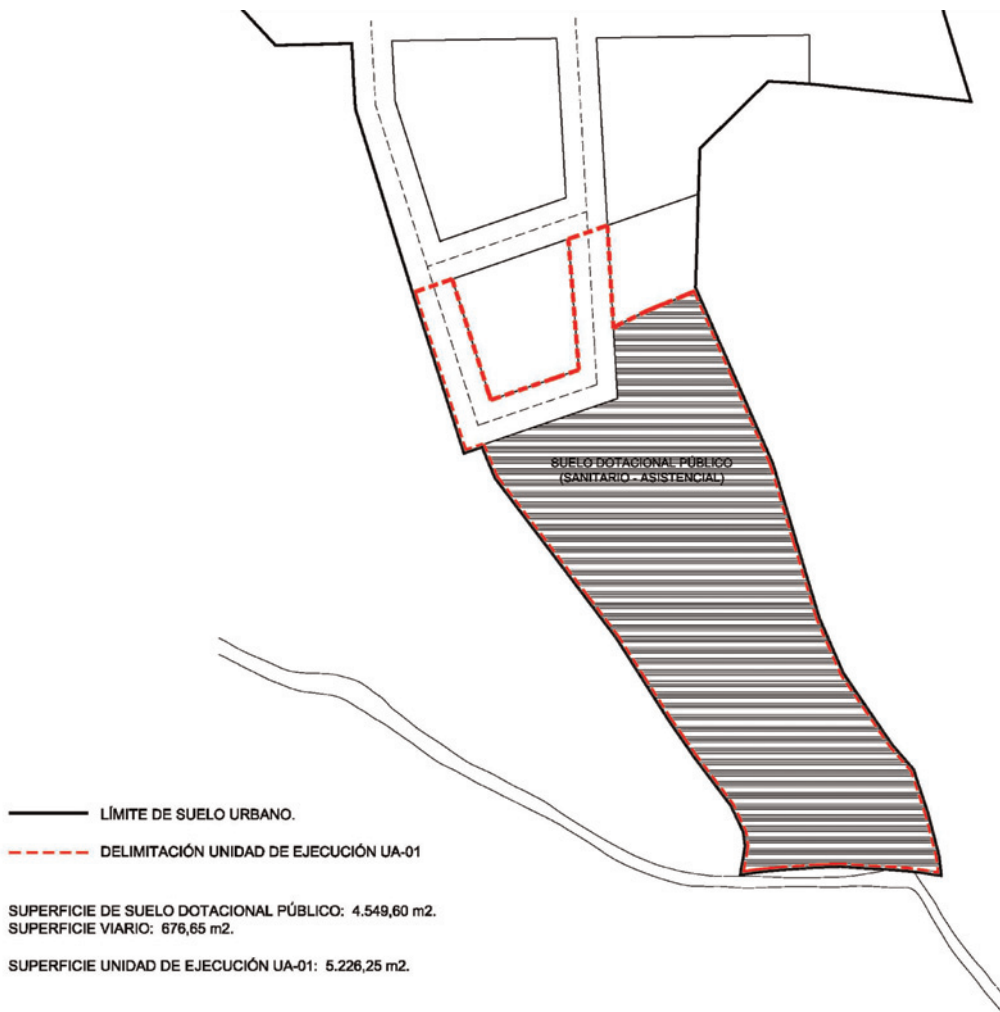 SUELO DOTACIONAL PÚBLICO
(SANITARIO - ASISTENCIAL)
LÍMITE DE SUELO URBANO.
DELIMITACIÓN UNIDAD DE EJECUCIÓN UA-01
SUPERFICIE DE SUELO DOTACIONAL PÚBLICO: 4.549,60 m2.
SUPERFICIE VIARIO: 676,65 m2.
SUPERFICIE UNIDAD DE EJECUCIÓN UA-01: 5.226,25 m2.